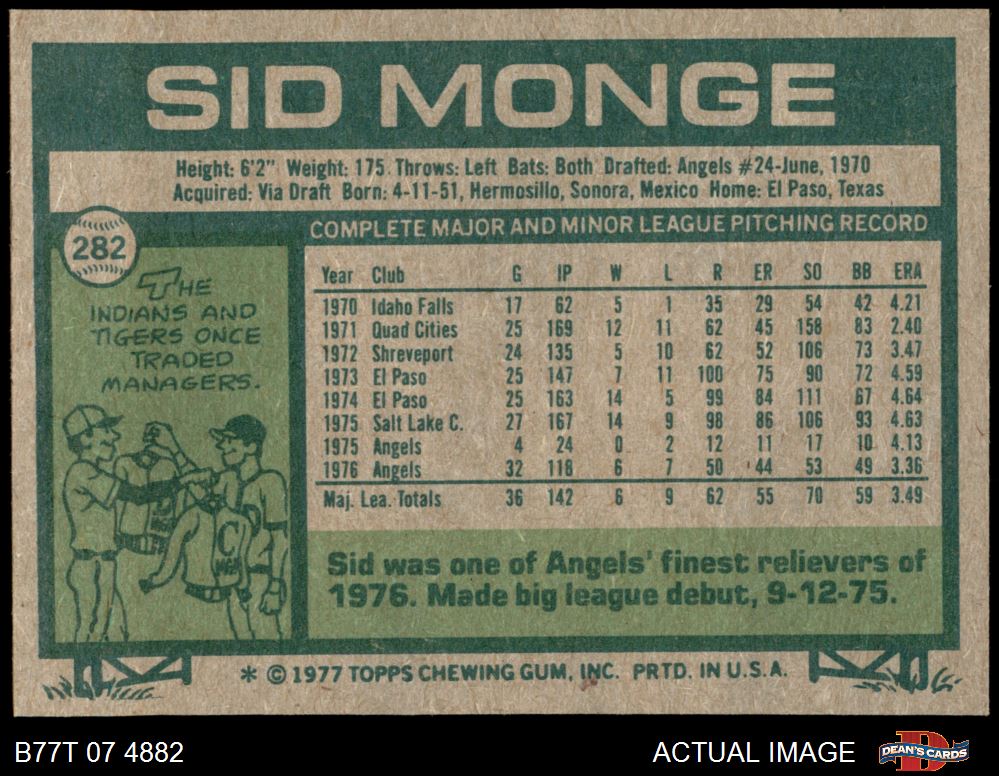 SID MONGE
Height: 6'2" Weight: 175 Throws: Left Bats: Both Drafted: Angels #24-June, 1970
Acquired: Via Draft Born: 4-11-51, Hermosillo, Sonora, Mexico Home: El Paso, Texas
282
THE
INDIANS AND
TIGERS ONCE
TRADED
MANAGERS.
C
COMPLETE MAJOR AND MINOR LEAGUE PITCHING RECORD
Year Club G IP W L R ER SO BB ERA
1970 Idaho Falls 17 62 5 1 35 29 54 42 4.21
1971 Quad Cities 25 169 12 11 62 45 158 83 2.40
1972 Shreveport 24 135 5 10 62 52 106 73 3.47
1973 El Paso 25 147 7 11 100 75 90 72 4.59
1974 El Paso 25 163 14 5 99 84 111 67 4.64
1975 Salt Lake C. 27 167 14 9 98 86 106 93 4.63
1975 Angels 4 24 0 2 12 11 17 10 4.13
1976 Angels 32 118 6 7 50 44 53 49 3.36
Maj. Lea. Totals 36 142 6 9 62 55 70 59 3.49
Sid was one of Angels' finest relievers of
1976. Made big league debut, 9-12-75.
* © 1977 TOPPS CHEWING GUM, INC. PRTD. IN U.S.A.
B77T 07 4882 ACTUAL IMAGE DEAN'S CARDS